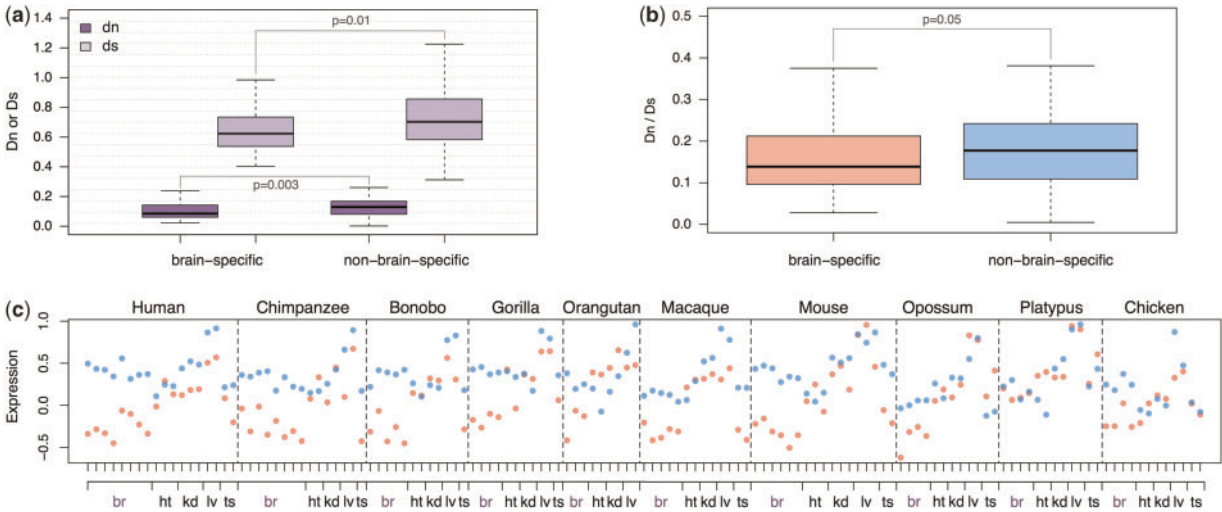 (a)
1.4
1.2
1.0
0.8
0.6
0.4
0.2
0.0
Dn or Ds
dn
ds
p=0.01
p=0.003
brain−specific
non−brain−specific
(b)
0.5
0.4
0.3
0.2
0.1
0.0
Dn / Ds
p=0.05
brain−specific
non−brain−specific
(c)
Human Chimpanzee Bonobo Gorilla Orangutan Macaque Mouse Opossum Platypus Chicken
1.0
0.5
0.0
−0.5
Expression
br ht kd lv ts br ht kd lv ts br ht kd lv ts br ht kd lv ts br ht kd lv br ht kd lv ts br ht kd lv ts br ht kd lv ts br ht kd lv ts br ht kd lv ts